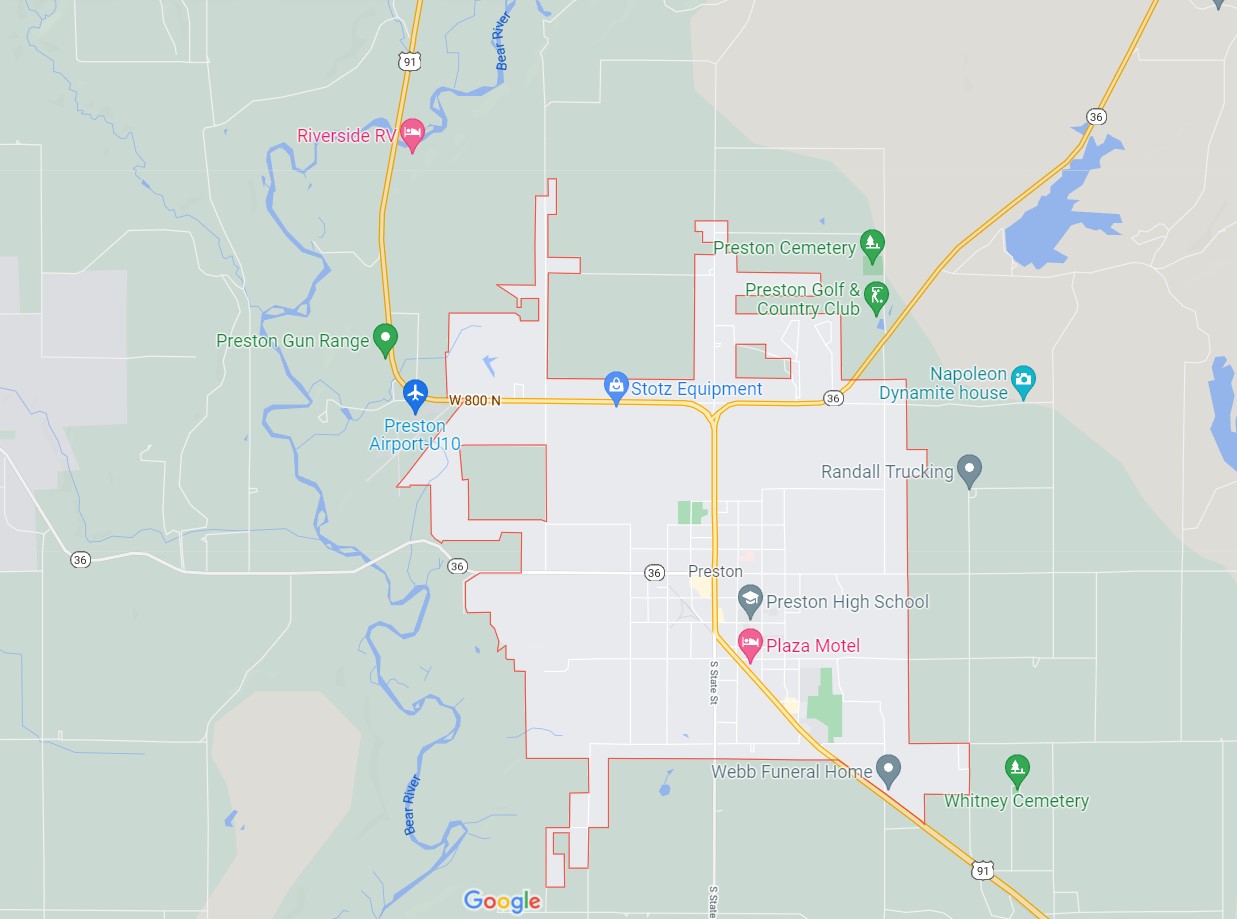 Bear River
91
36
Riverside RV
Preston Cemetery
Preston Golf &
Country Club
Preston Gun Range
Napoleon
Dynamite house
Stotz Equipment
36
W 800 N
Preston
Airport-U10
Randall Trucking
36
36
36
Preston
Preston High School
Plaza Motel
S State St
Webb Funeral Home
Whitney Cemetery
Bear River
91
S State
Google